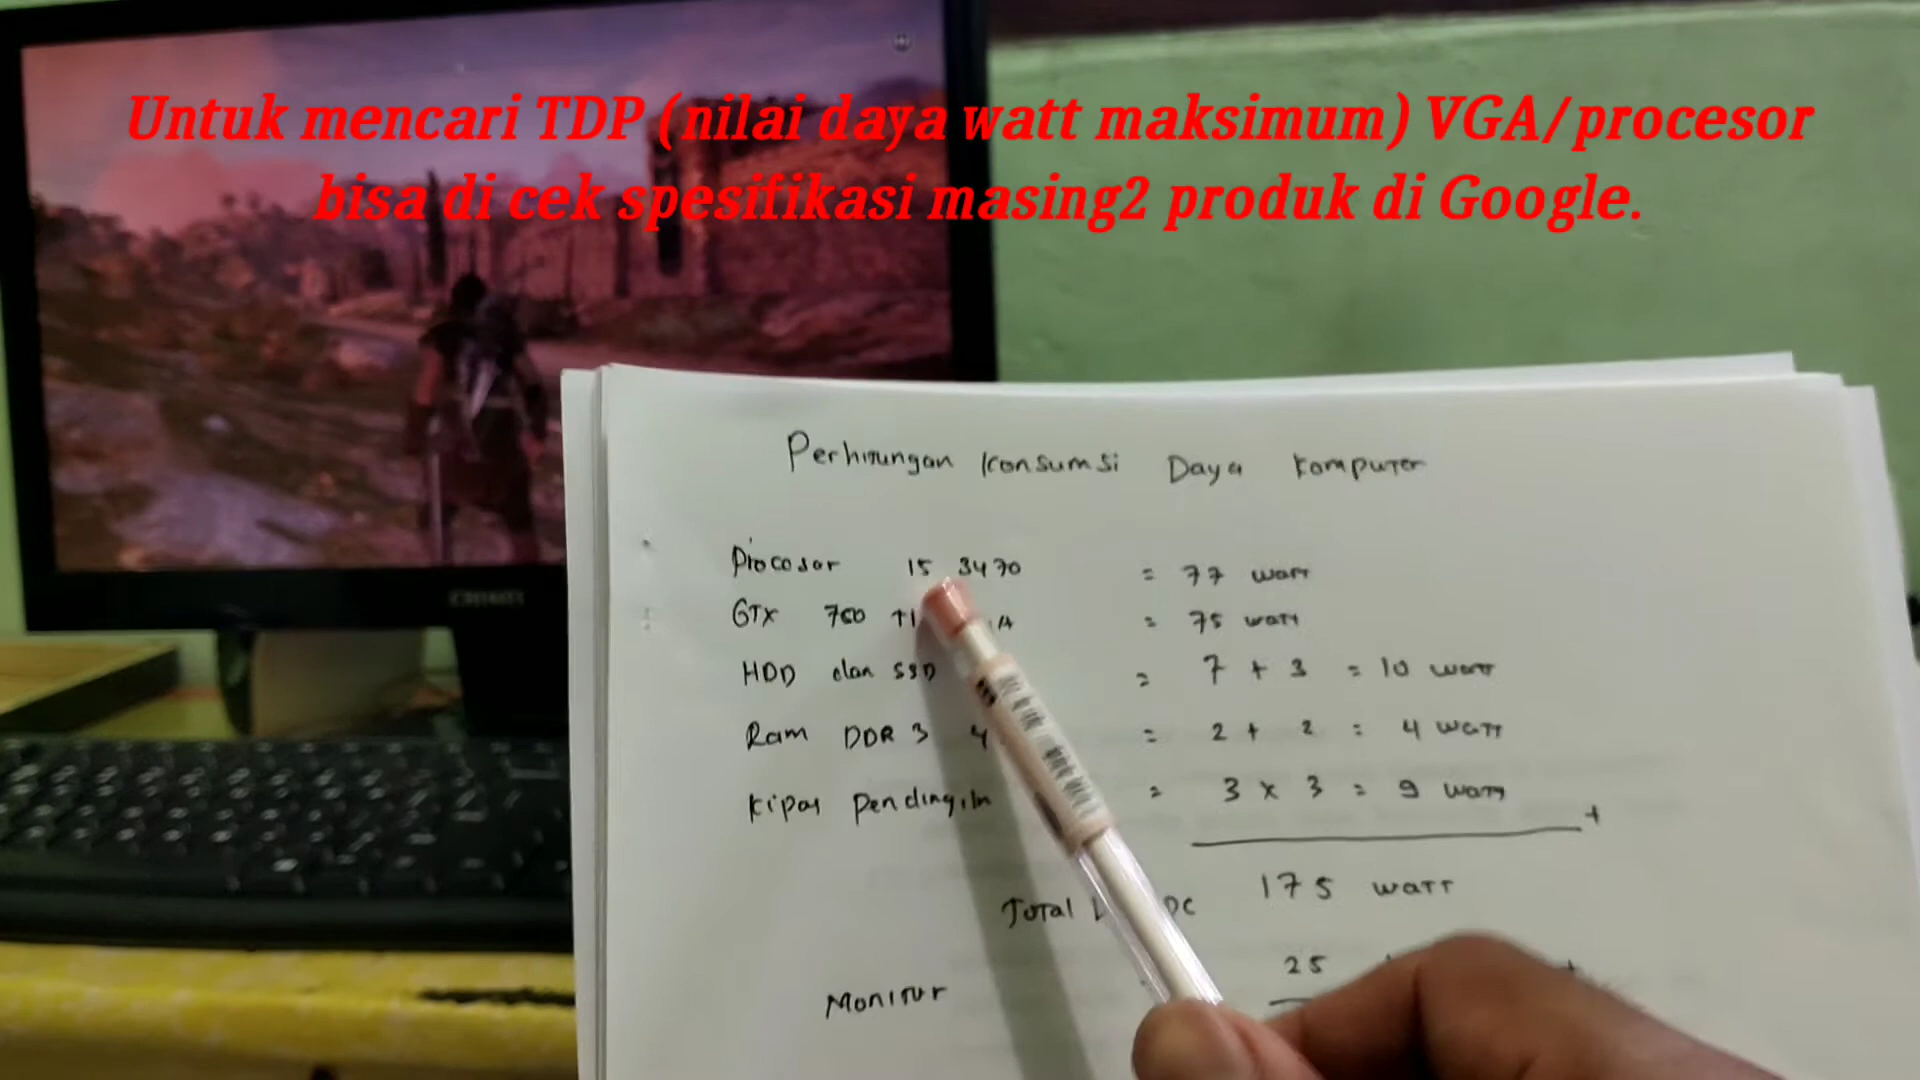 Untuk mencari TDP (nilai daya watt maksimum) VGA/procesor
bisa di cek spesifikasi masing2 produk di Google.
Perhitungan Konsumsi Daya Komputer
Procesor i5 3470 = 77 watt
GTX 750 TI = 75 watt
HDD dan SSD = 7 + 3 = 10 watt
Ram DDR 3 4 = 2 + 2 = 4 watt
Kipas Pendingin = 3 x 3 = 9 watt
+
Total PC 175 watt
Monitor 25 +